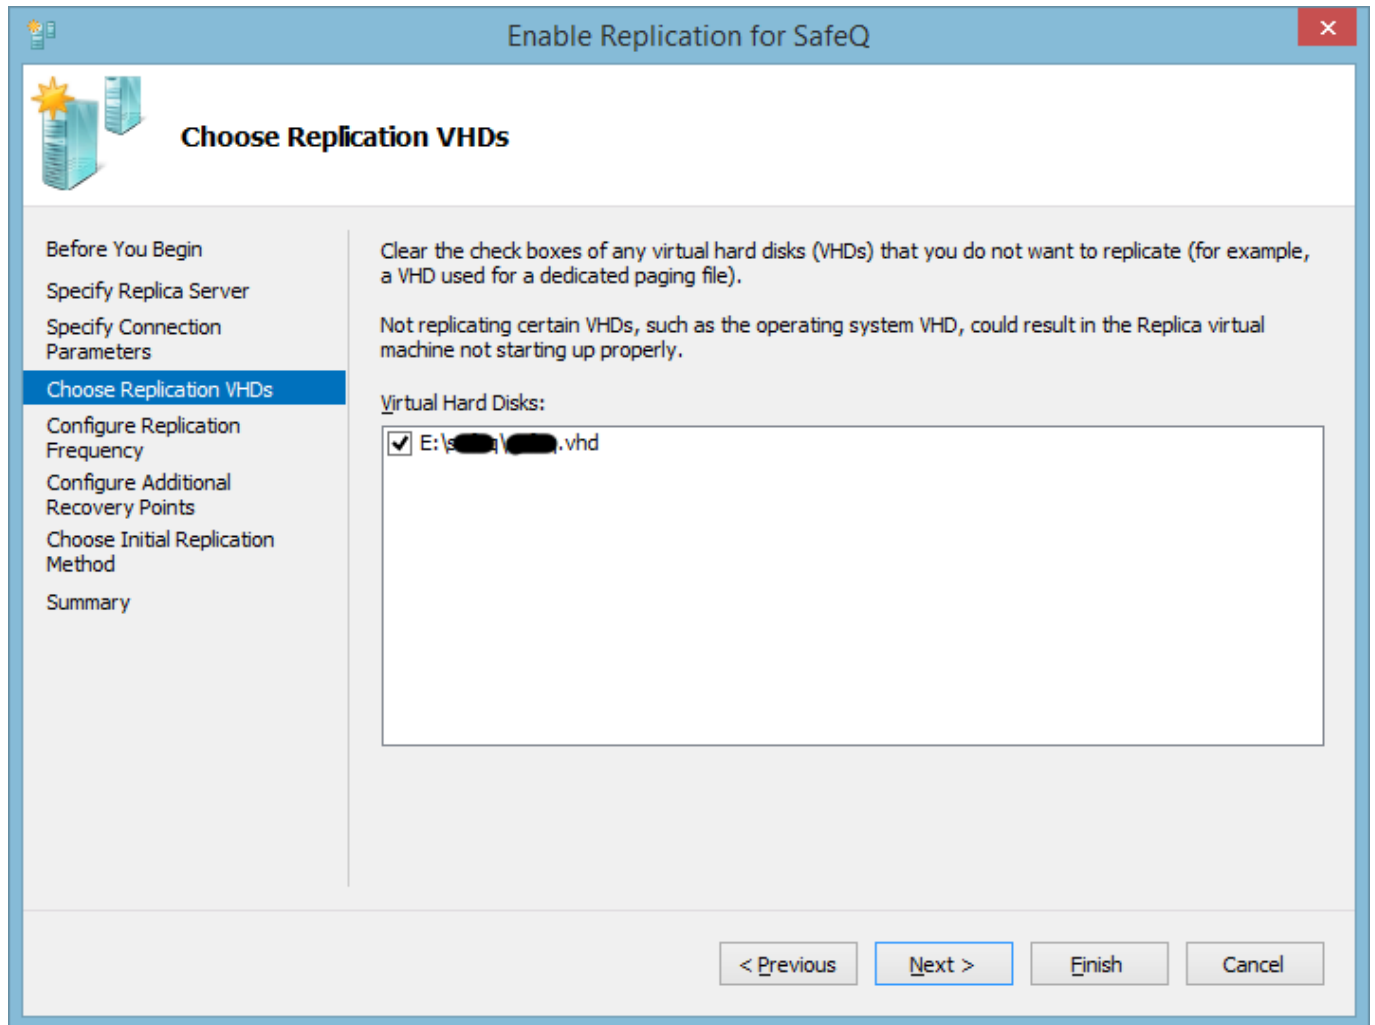 Enable Replication for SafeQ
Choose Replication VHDs
Before You Begin
Specify Replica Server
Specify Connection
Parameters
Choose Replication VHDs
Configure Replication
Frequency
Configure Additional
Recovery Points
Choose Initial Replication
Method
Summary
Clear the check boxes of any virtual hard disks (VHDs) that you do not want to replicate (for example,
a VHD used for a dedicated paging file).
Not replicating certain VHDs, such as the operating system VHD, could result in the Replica virtual
machine not starting up properly.
Virtual Hard Disks:
E:\ \ .vhd
< Previous
Next >
Finish
Cancel